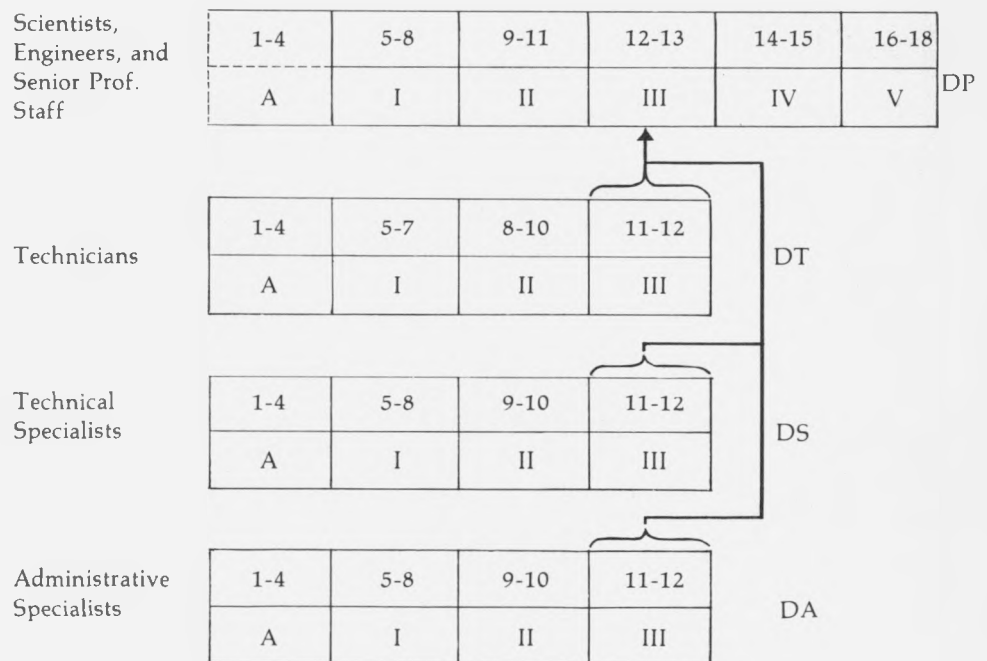 Scientists,
Engineers, and
Senior Prof.
Staff
1-4 5-8 9-11 12-13 14-15 16-18
A I II III IV V
DP
Technicians
1-4 5-7 8-10 11-12
A I II III
DT
Technical
Specialists
1-4 5-8 9-10 11-12
A I II III
DS
Administrative
Specialists
1-4 5-8 9-10 11-12
A I II III
DA